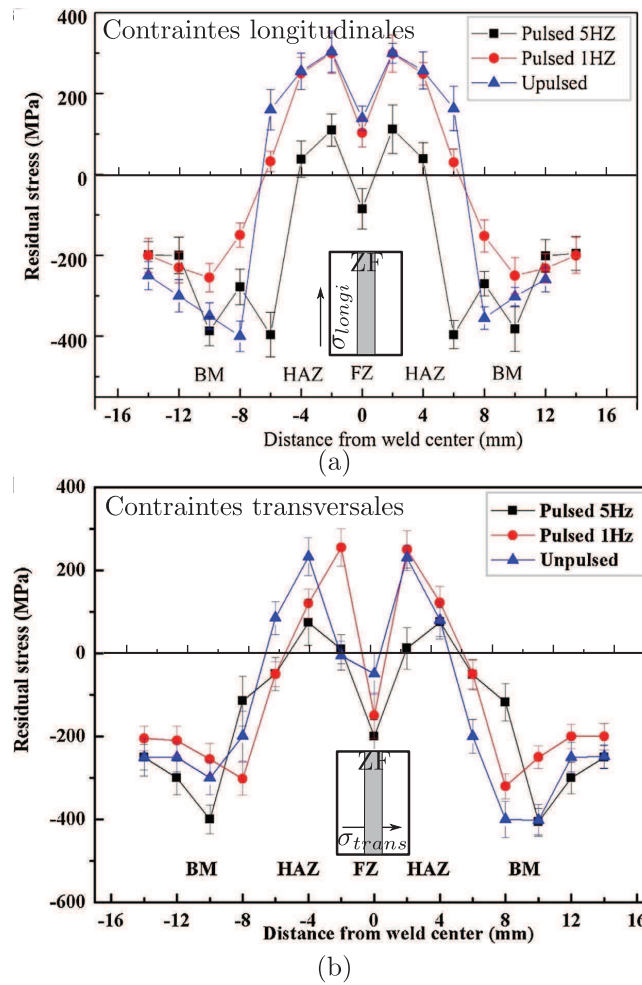 Contraintes longitudinales
Pulsed 5HZ
Pulsed 1HZ
Upulsed
400
200
0
-200
-400
Residual stress (MPa)
ZF
σlongi
BM HAZ FZ HAZ BM
-16 -12 -8 -4 0 4 8 12 16
Distance from weld center (mm)
(a)
Contraintes transversales
Pulsed 5Hz
Pulsed 1Hz
Unpulsed
400
200
0
-200
-400
-600
Residual stress (MPa)
ZF
σtrans
BM HAZ FZ HAZ BM
-16 -12 -8 -4 0 4 8 12 16
Distance from weld center (mm)
(b)